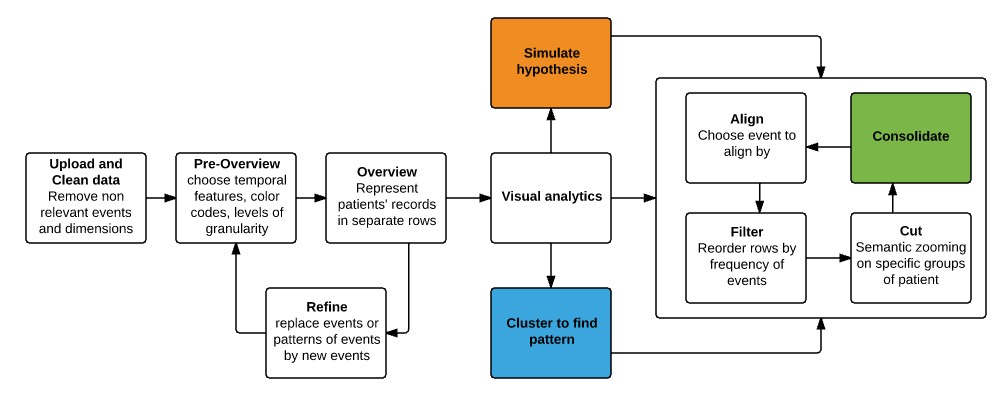 Upload and
Clean data
Remove non
relevant events
and dimensions
Pre-Overview
choose temporal
features, color
codes, levels of
granularity
Overview
Represent
patients' records
in separate rows
Refine
replace events or
patterns of events
by new events
Simulate
hypothesis
Visual analytics
Cluster to find
pattern
Align
Choose event to
align by
Consolidate
Filter
Reorder rows by
frequency of
events
Cut
Semantic zooming
on specific groups
of patient